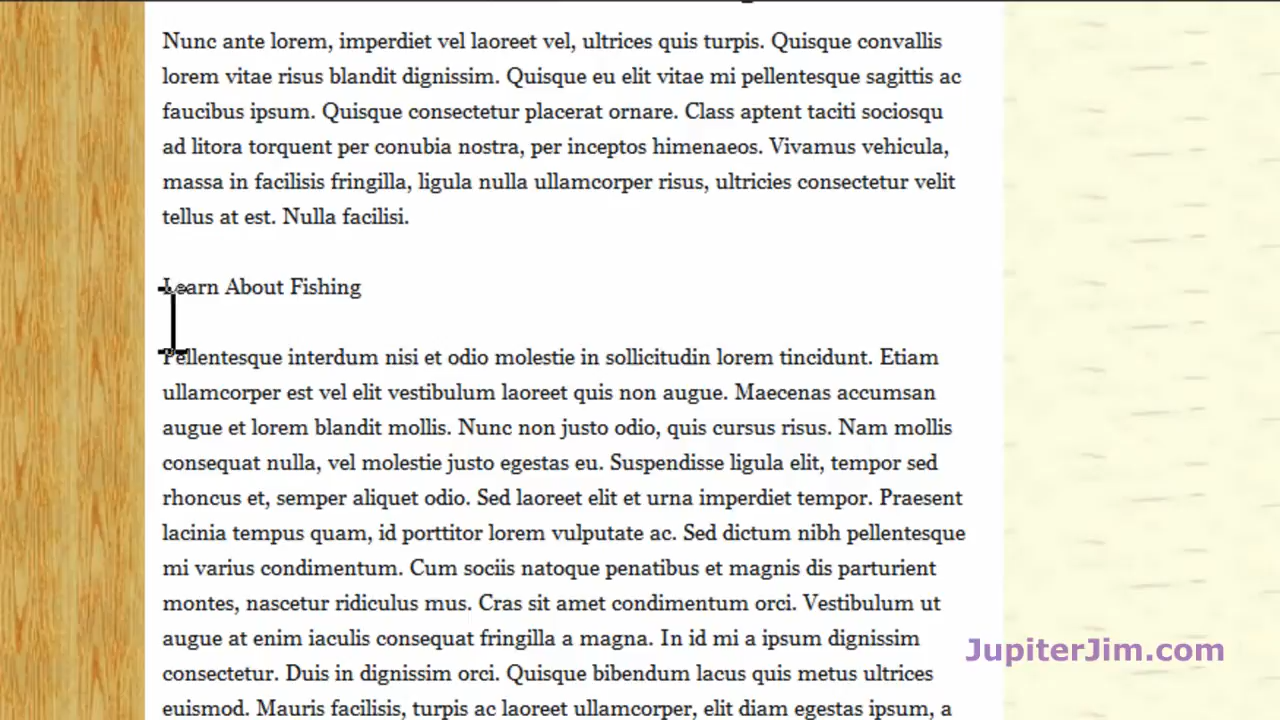 Nunc ante lorem, imperdiet vel laoreet vel, ultrices quis turpis. Quisque convallis
lorem vitae risus blandit dignissim. Quisque eu elit vitae mi pellentesque sagittis ac
faucibus ipsum. Quisque consectetur placerat ornare. Class aptent taciti sociosqu
ad litora torquent per conubia nostra, per inceptos himenaeos. Vivamus vehicula,
massa in facilisis fringilla, ligula nulla ullamcorper risus, ultricies consectetur velit
tellus at est. Nulla facilisi.
Learn About Fishing
Pellentesque interdum nisi et odio molestie in sollicitudin lorem tincidunt. Etiam
ullamcorper est vel elit vestibulum laoreet quis non augue. Maecenas accumsan
augue et lorem blandit mollis. Nunc non justo odio, quis cursus risus. Nam mollis
consequat nulla, vel molestie justo egestas eu. Suspendisse ligula elit, tempor sed
rhoncus et, semper aliquet odio. Sed laoreet elit et urna imperdiet tempor. Praesent
lacinia tempus quam, id porttitor lorem vulputate ac. Sed dictum nibh pellentesque
mi varius condimentum. Cum sociis natoque penatibus et magnis dis parturient
montes, nascetur ridiculus mus. Cras sit amet condimentum orci. Vestibulum ut
augue at enim iaculis consequat fringilla a magna. In id mi a ipsum dignissim
consectetur. Duis in dignissim orci. Quisque bibendum lacus quis metus ultrices
euismod. Mauris facilisis, turpis ac laoreet ullamcorper, elit diam egestas ipsum, a
JupiterJim.com